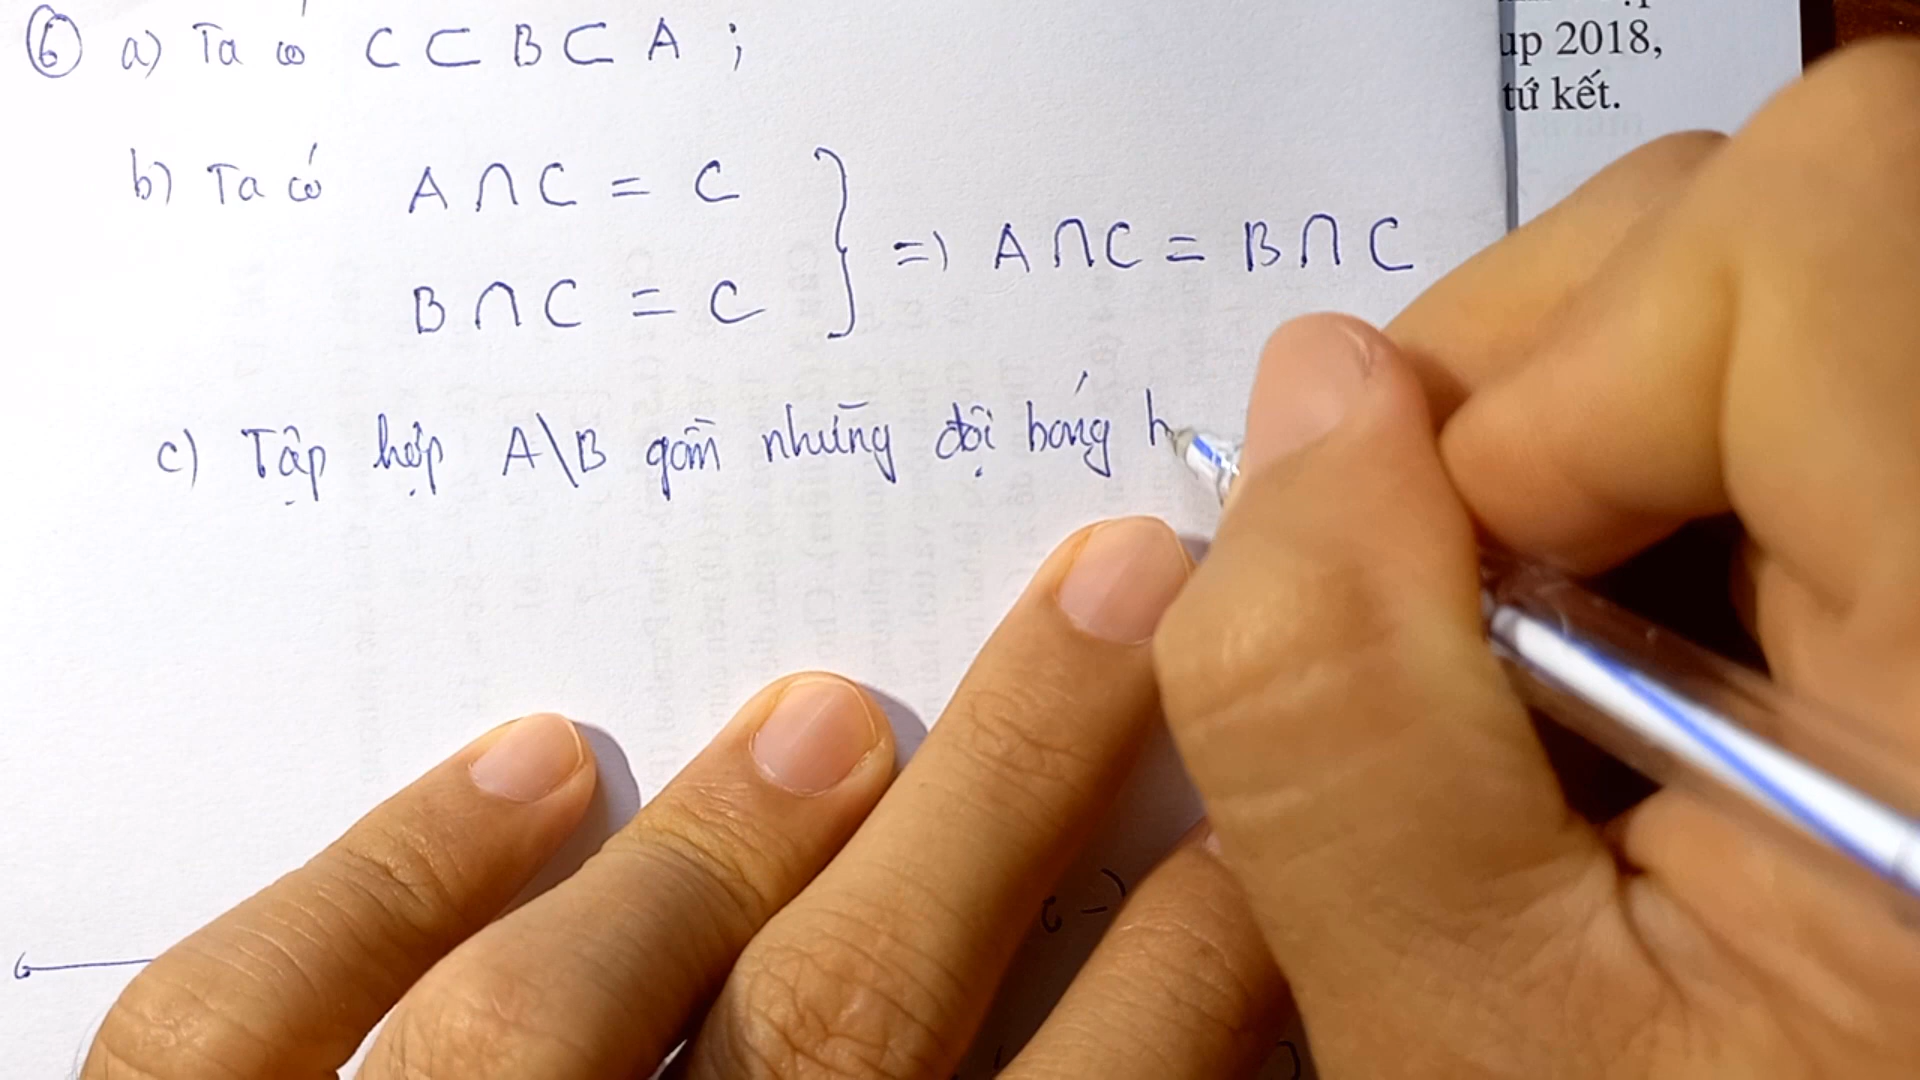 ⑥ a) Ta có C ⊂ B ⊂ A ;
b) Ta có A ∩ C = C
B ∩ C = C
} => A ∩ C = B ∩ C
c) Tập hợp A\B gồm những đội bóng
up 2018,
tứ kết.